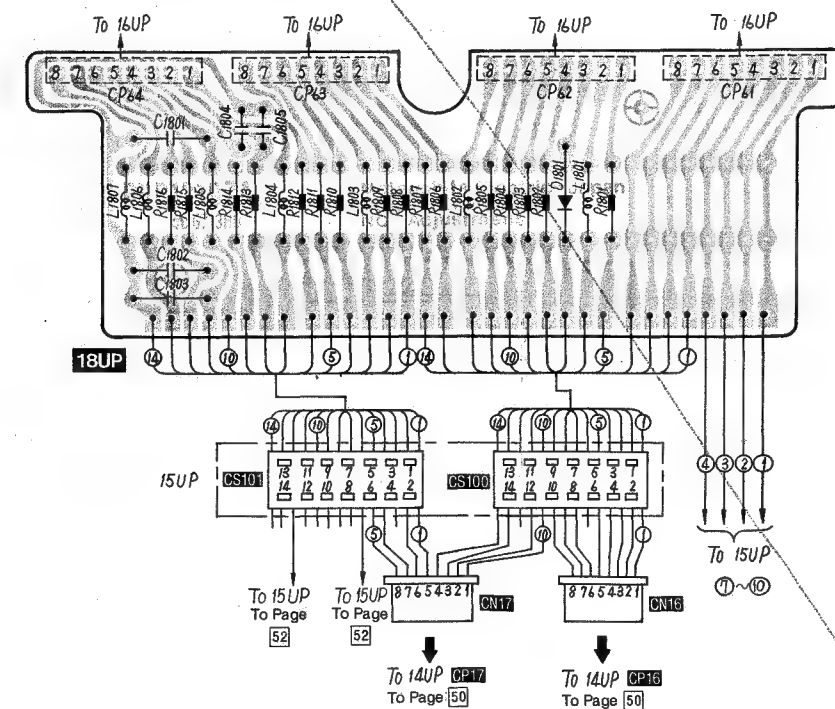 To 16UP To 16UP To 16UP To 16UP
8 7 6 5 4 3 2 1 8 7 6 5 4 3 2 1 8 7 6 5 4 3 2 1 8 7 6 5 4 3 2 1
CP64 CP63 CP62 CP61
C1801 C1804 C1805
L1807 L1806 R1816 R1815 L1805 R1814 R1813 L1804 R1812 R1811 R1810 L1803 R1809 R1808 R1807 R1806 L1802 R1805 R1804 R1803 R1802 D1801 L1801
C1802
C1803
18UP ⑭ ⑩ ⑤ ① ⑭ ⑩ ⑤ ①
⑭ ⑩ ⑤ ① ⑭ ⑩ ⑤ ①
④ ③ ② ①
15UP CS101 CS100
13 11 9 7 5 3 1 13 11 9 7 5 3 1
14 12 10 8 6 4 2 14 12 10 8 6 4 2
⑤ ① ⑩ ①
To 15UP
⑦~⑩
8 7 6 5 4 3 2 1 CN17 8 7 6 5 4 3 2 1 CN16
To 15UP To 15UP
To Page To Page
52 52
To 14UP CP17 To 14UP CP16
To Page 50 To Page 50